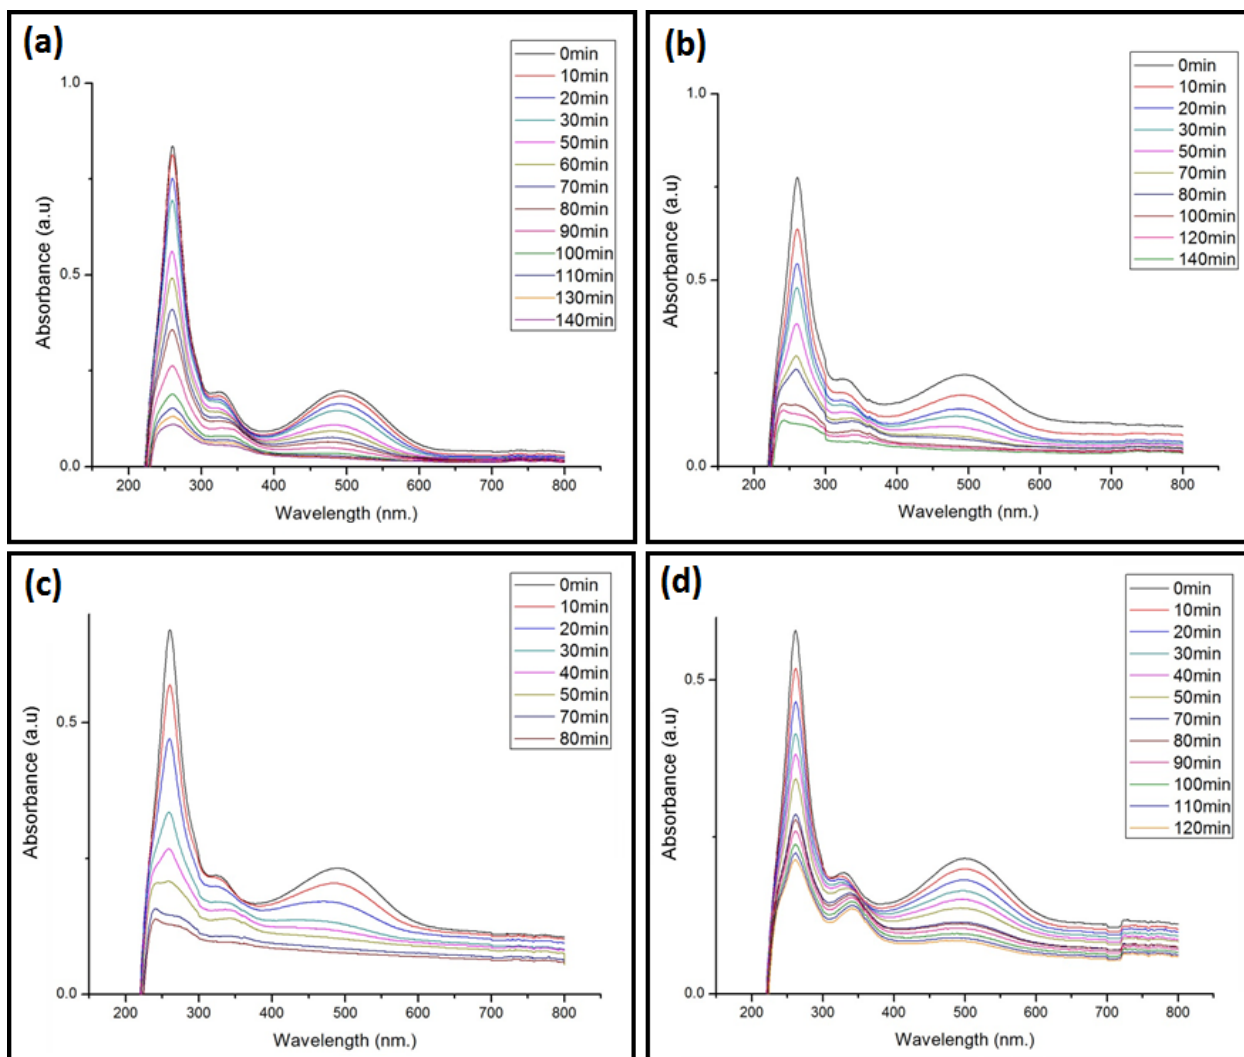 (a)
0min
10min
20min
30min
50min
60min
70min
80min
90min
100min
110min
130min
140min
1.0
0.5
0.0
Absorbance (a.u)
200 300 400 500 600 700 800
Wavelength (nm.)
(b)
0min
10min
20min
30min
50min
70min
80min
100min
120min
140min
1.0
0.5
0.0
Absorbance (a.u)
200 300 400 500 600 700 800
Wavelength (nm.)
(c)
0min
10min
20min
30min
40min
50min
70min
80min
0.5
0.0
Absorbance (a.u)
200 300 400 500 600 700 800
Wavelength (nm.)
(d)
0min
10min
20min
30min
40min
50min
70min
80min
90min
100min
110min
120min
0.5
0.0
Absorbance (a.u)
200 300 400 500 600 700 800
Wavelength (nm.)